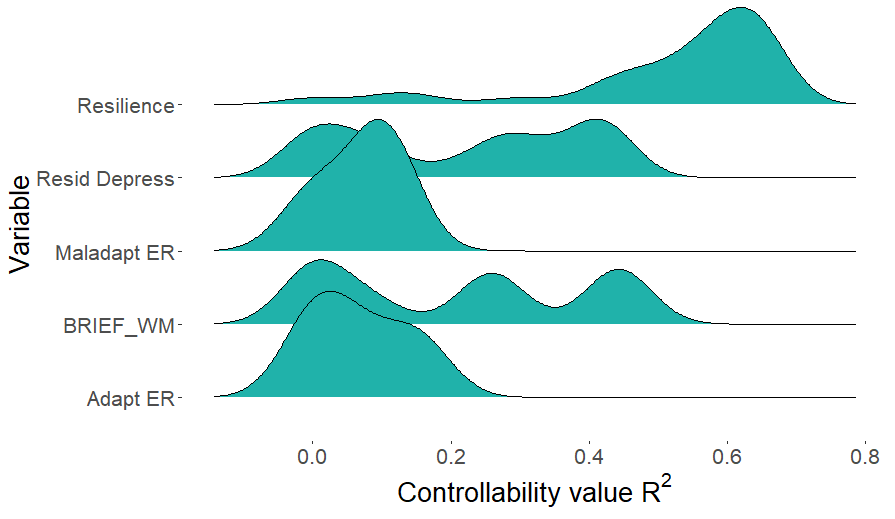 Variable
Resilience
Resid Depress
Maladapt ER
BRIEF_WM
Adapt ER
0.0 0.2 0.4 0.6 0.8
Controllability value R²